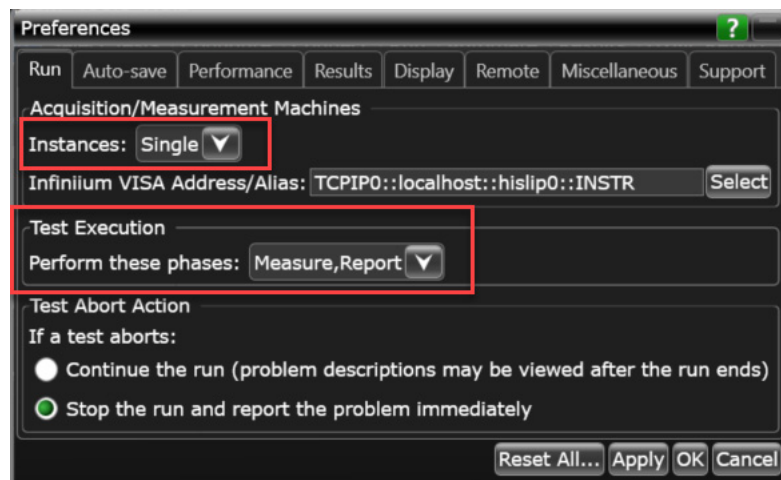 Preferences ?
Run Auto-save Performance Results Display Remote Miscellaneous Support
Acquisition/Measurement Machines
Instances: Single
Infiniium VISA Address/Alias: TCPIP0::localhost::hislip0::INSTR Select
Test Execution
Perform these phases: Measure,Report
Test Abort Action
If a test aborts:
Continue the run (problem descriptions may be viewed after the run ends)
Stop the run and report the problem immediately
Reset All... Apply OK Cancel